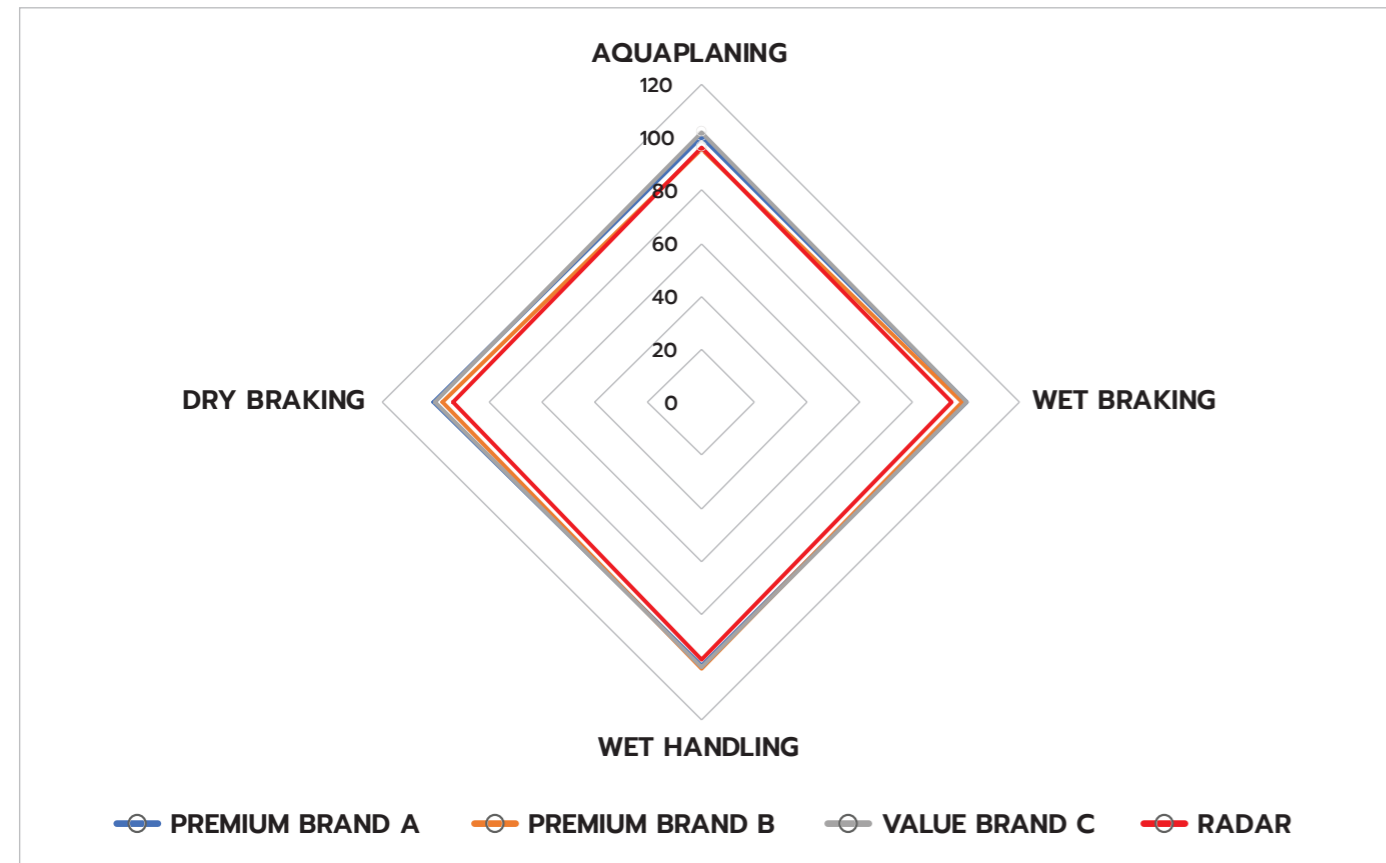 AQUAPLANING
120
100
80
60
40
20
0
DRY BRAKING
WET BRAKING
WET HANDLING
PREMIUM BRAND A PREMIUM BRAND B VALUE BRAND C RADAR